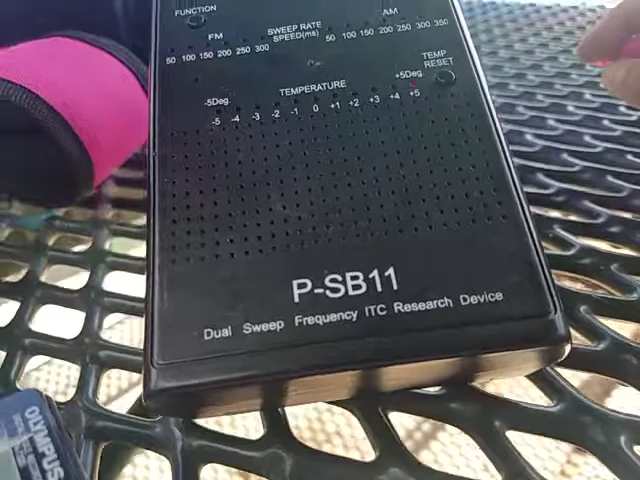 FUNCTION
AM
FM
SWEEP RATE
SPEED(ms)
50 100 150 200 250 300
50 100 150 200 250 300 350
TEMP
RESET
-5Deg.
TEMPERATURE
+5Deg.
-5 -4 -3 -2 -1 0 +1 +2 +3 +4 +5
P-SB11
Dual Sweep Frequency ITC Research Device
OLYMPUS